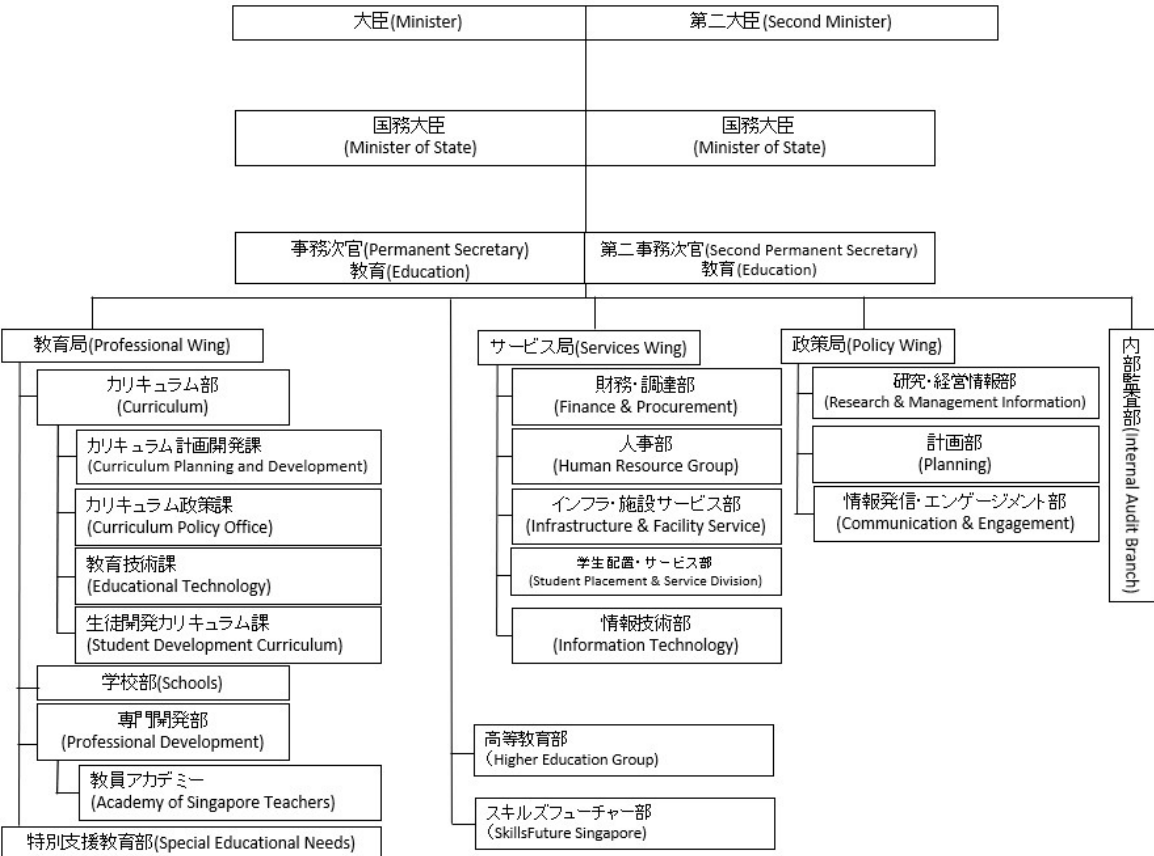 大臣(Minister)
第二大臣(Second Minister)
国務大臣
(Minister of State)
国務大臣
(Minister of State)
事務次官(Permanent Secretary)
教育(Education)
第二事務次官(Second Permanent Secretary)
教育(Education)
教育局(Professional Wing)
カリキュラム部
(Curriculum)
カリキュラム計画開発課
(Curriculum Planning and Development)
カリキュラム政策課
(Curriculum Policy Office)
教育技術課
(Educational Technology)
生徒開発カリキュラム課
(Student Development Curriculum)
学校部(Schools)
専門開発部
(Professional Development)
教員アカデミー
(Academy of Singapore Teachers)
特別支援教育部(Special Educational Needs)
サービス局(Services Wing)
財務・調達部
(Finance & Procurement)
人事部
(Human Resource Group)
インフラ・施設サービス部
(Infrastructure & Facility Service)
学生配置・サービス部
(Student Placement & Service Division)
情報技術部
(Information Technology)
高等教育部
（Higher Education Group)
スキルズフューチャー部
(SkillsFuture Singapore)
政策局(Policy Wing)
研究・経営情報部
(Research & Management Information)
計画部
(Planning)
情報発信・エンゲージメント部
(Communication & Engagement)
内部監査部(Internal Audit Branch)